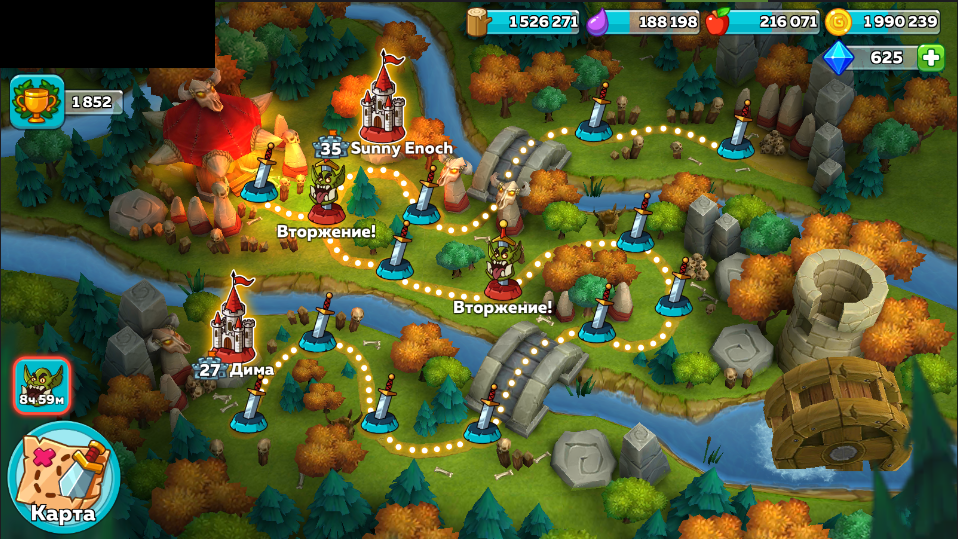 1 526 271
188 198
216 071
1 990 239
625
1 852
35 Sunny Enoch
Вторжение!
Вторжение!
27 Дима
8ч:59м
Карта